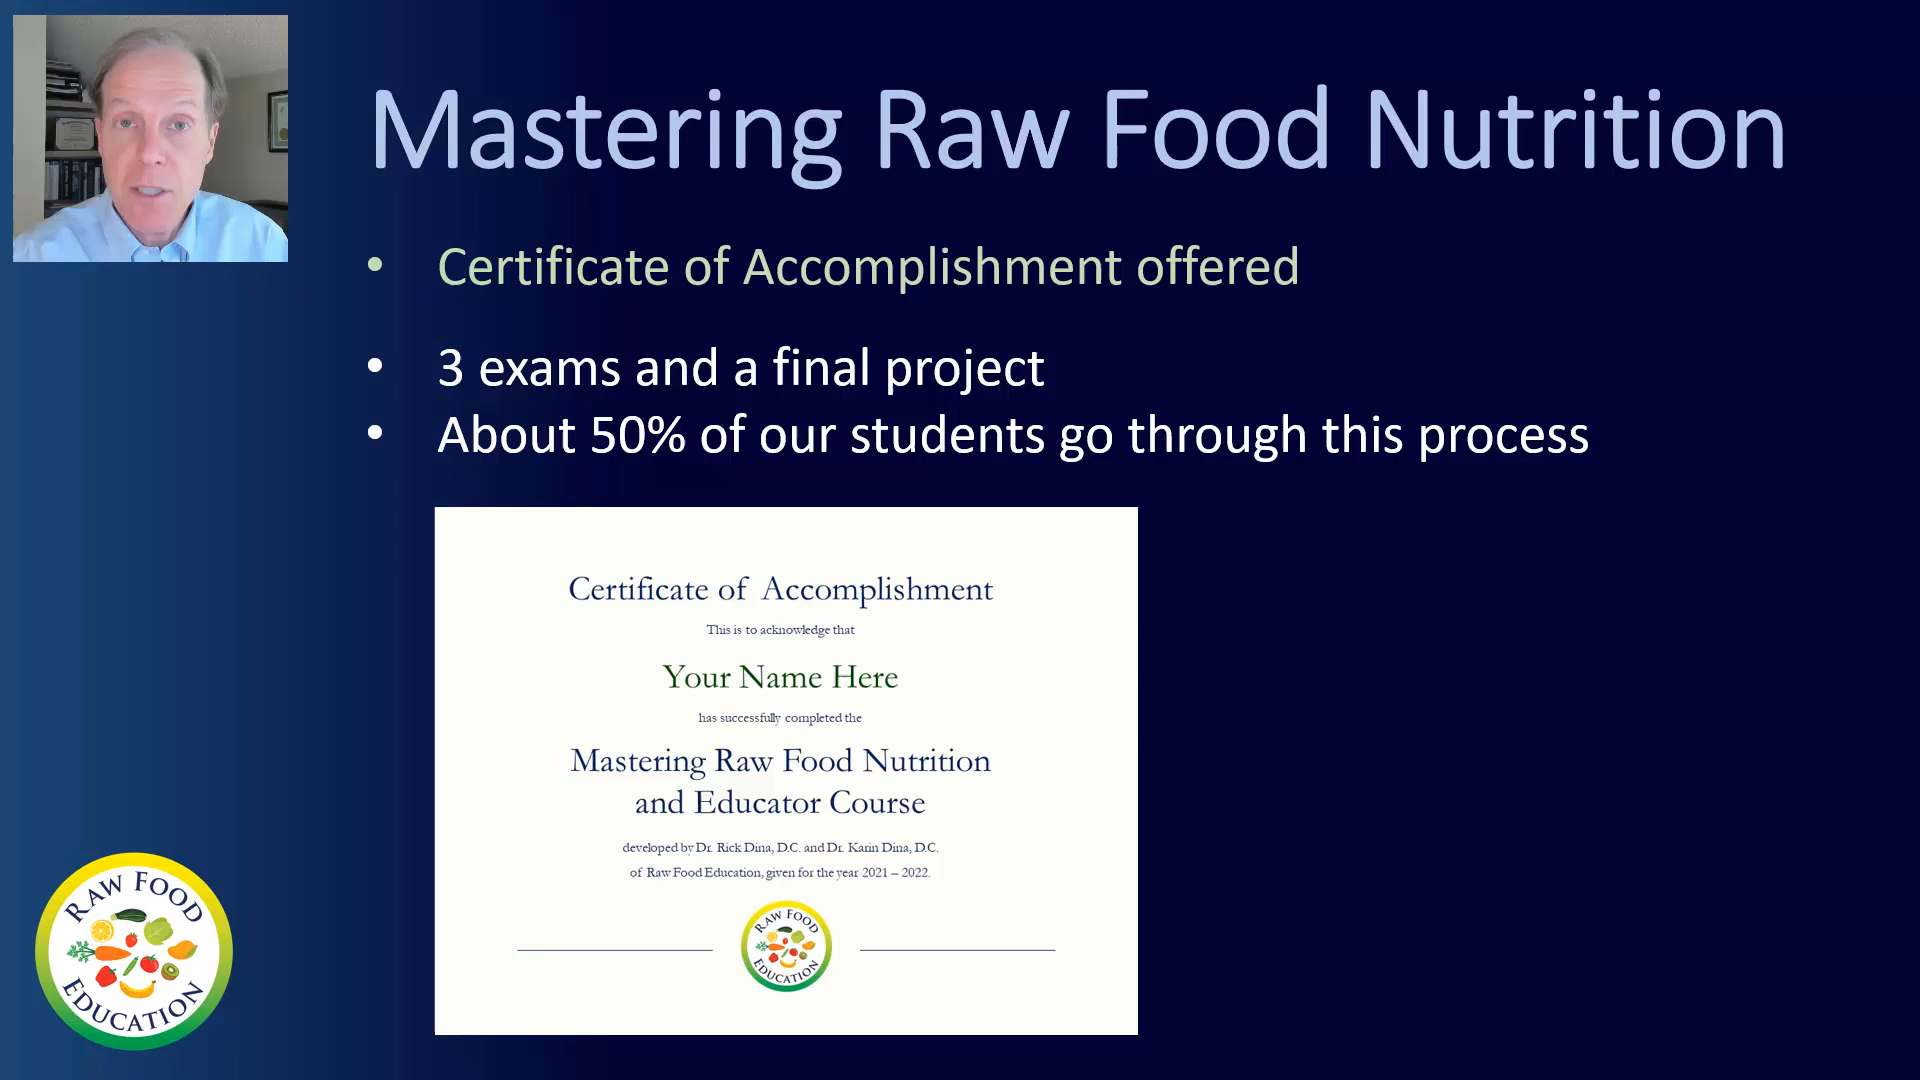 Mastering Raw Food Nutrition
• Certificate of Accomplishment offered
• 3 exams and a final project
• About 50% of our students go through this process
Certificate of Accomplishment
This is to acknowledge that
Your Name Here
has successfully completed the
Mastering Raw Food Nutrition
and Educator Course
developed by Dr. Rick Dina, D.C. and Dr. Karin Dina, D.C.
of Raw Food Education, given for the year 2021 – 2022.
RAW FOOD
EDUCATION
RAW FOOD
EDUCATION